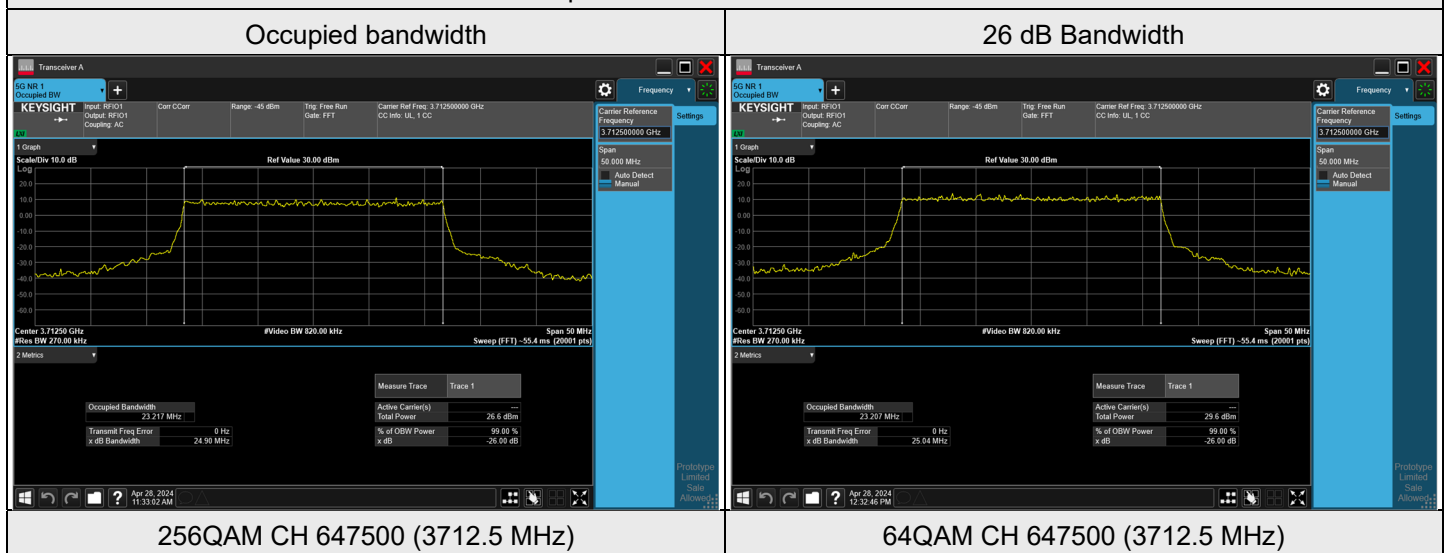 Occupied bandwidth
26 dB Bandwidth
Transceiver A
5G NR 1
Occupied BW
+
Frequency
KEYSIGHT
Input: RFIO1
Output: RFIO1
Coupling: AC
Corr CCorr
Range: -45 dBm
Trig: Free Run
Gate: FFT
Carrier Ref Freq: 3.712500000 GHz
CC Info: UL, 1 CC
LXI
Carrier Reference
Frequency
3.712500000 GHz
Settings
Span
50.000 MHz
Auto Detect
Manual
1 Graph
Scale/Div 10.0 dB
Ref Value 30.00 dBm
Log
20.0
10.0
0.00
-10.0
-20.0
-30.0
-40.0
-50.0
-60.0
Center 3.71250 GHz
#Video BW 820.00 kHz
Span 50 MHz
#Res BW 270.00 kHz
Sweep (FFT) ~55.4 ms (20001 pts)
2 Metrics
Measure Trace Trace 1
Occupied Bandwidth
23.217 MHz
Active Carrier(s) ---
Total Power 26.6 dBm
Transmit Freq Error 0 Hz
x dB Bandwidth 24.90 MHz
% of OBW Power 99.00 %
x dB -26.00 dB
Prototype
Limited
Sale
Allowed
?
Apr 28, 2024
11:33:02 AM
Transceiver A
5G NR 1
Occupied BW
+
Frequency
KEYSIGHT
Input: RFIO1
Output: RFIO1
Coupling: AC
Corr CCorr
Range: -45 dBm
Trig: Free Run
Gate: FFT
Carrier Ref Freq: 3.712500000 GHz
CC Info: UL, 1 CC
LXI
Carrier Reference
Frequency
3.712500000 GHz
Settings
Span
50.000 MHz
Auto Detect
Manual
1 Graph
Scale/Div 10.0 dB
Ref Value 30.00 dBm
Log
20.0
10.0
0.00
-10.0
-20.0
-30.0
-40.0
-50.0
-60.0
Center 3.71250 GHz
#Video BW 820.00 kHz
Span 50 MHz
#Res BW 270.00 kHz
Sweep (FFT) ~55.4 ms (20001 pts)
2 Metrics
Measure Trace Trace 1
Occupied Bandwidth
23.207 MHz
Active Carrier(s) ---
Total Power 29.6 dBm
Transmit Freq Error 0 Hz
x dB Bandwidth 25.04 MHz
% of OBW Power 99.00 %
x dB -26.00 dB
Prototype
Limited
Sale
Allowed
?
Apr 28, 2024
12:32:46 PM
256QAM CH 647500 (3712.5 MHz)
64QAM CH 647500 (3712.5 MHz)